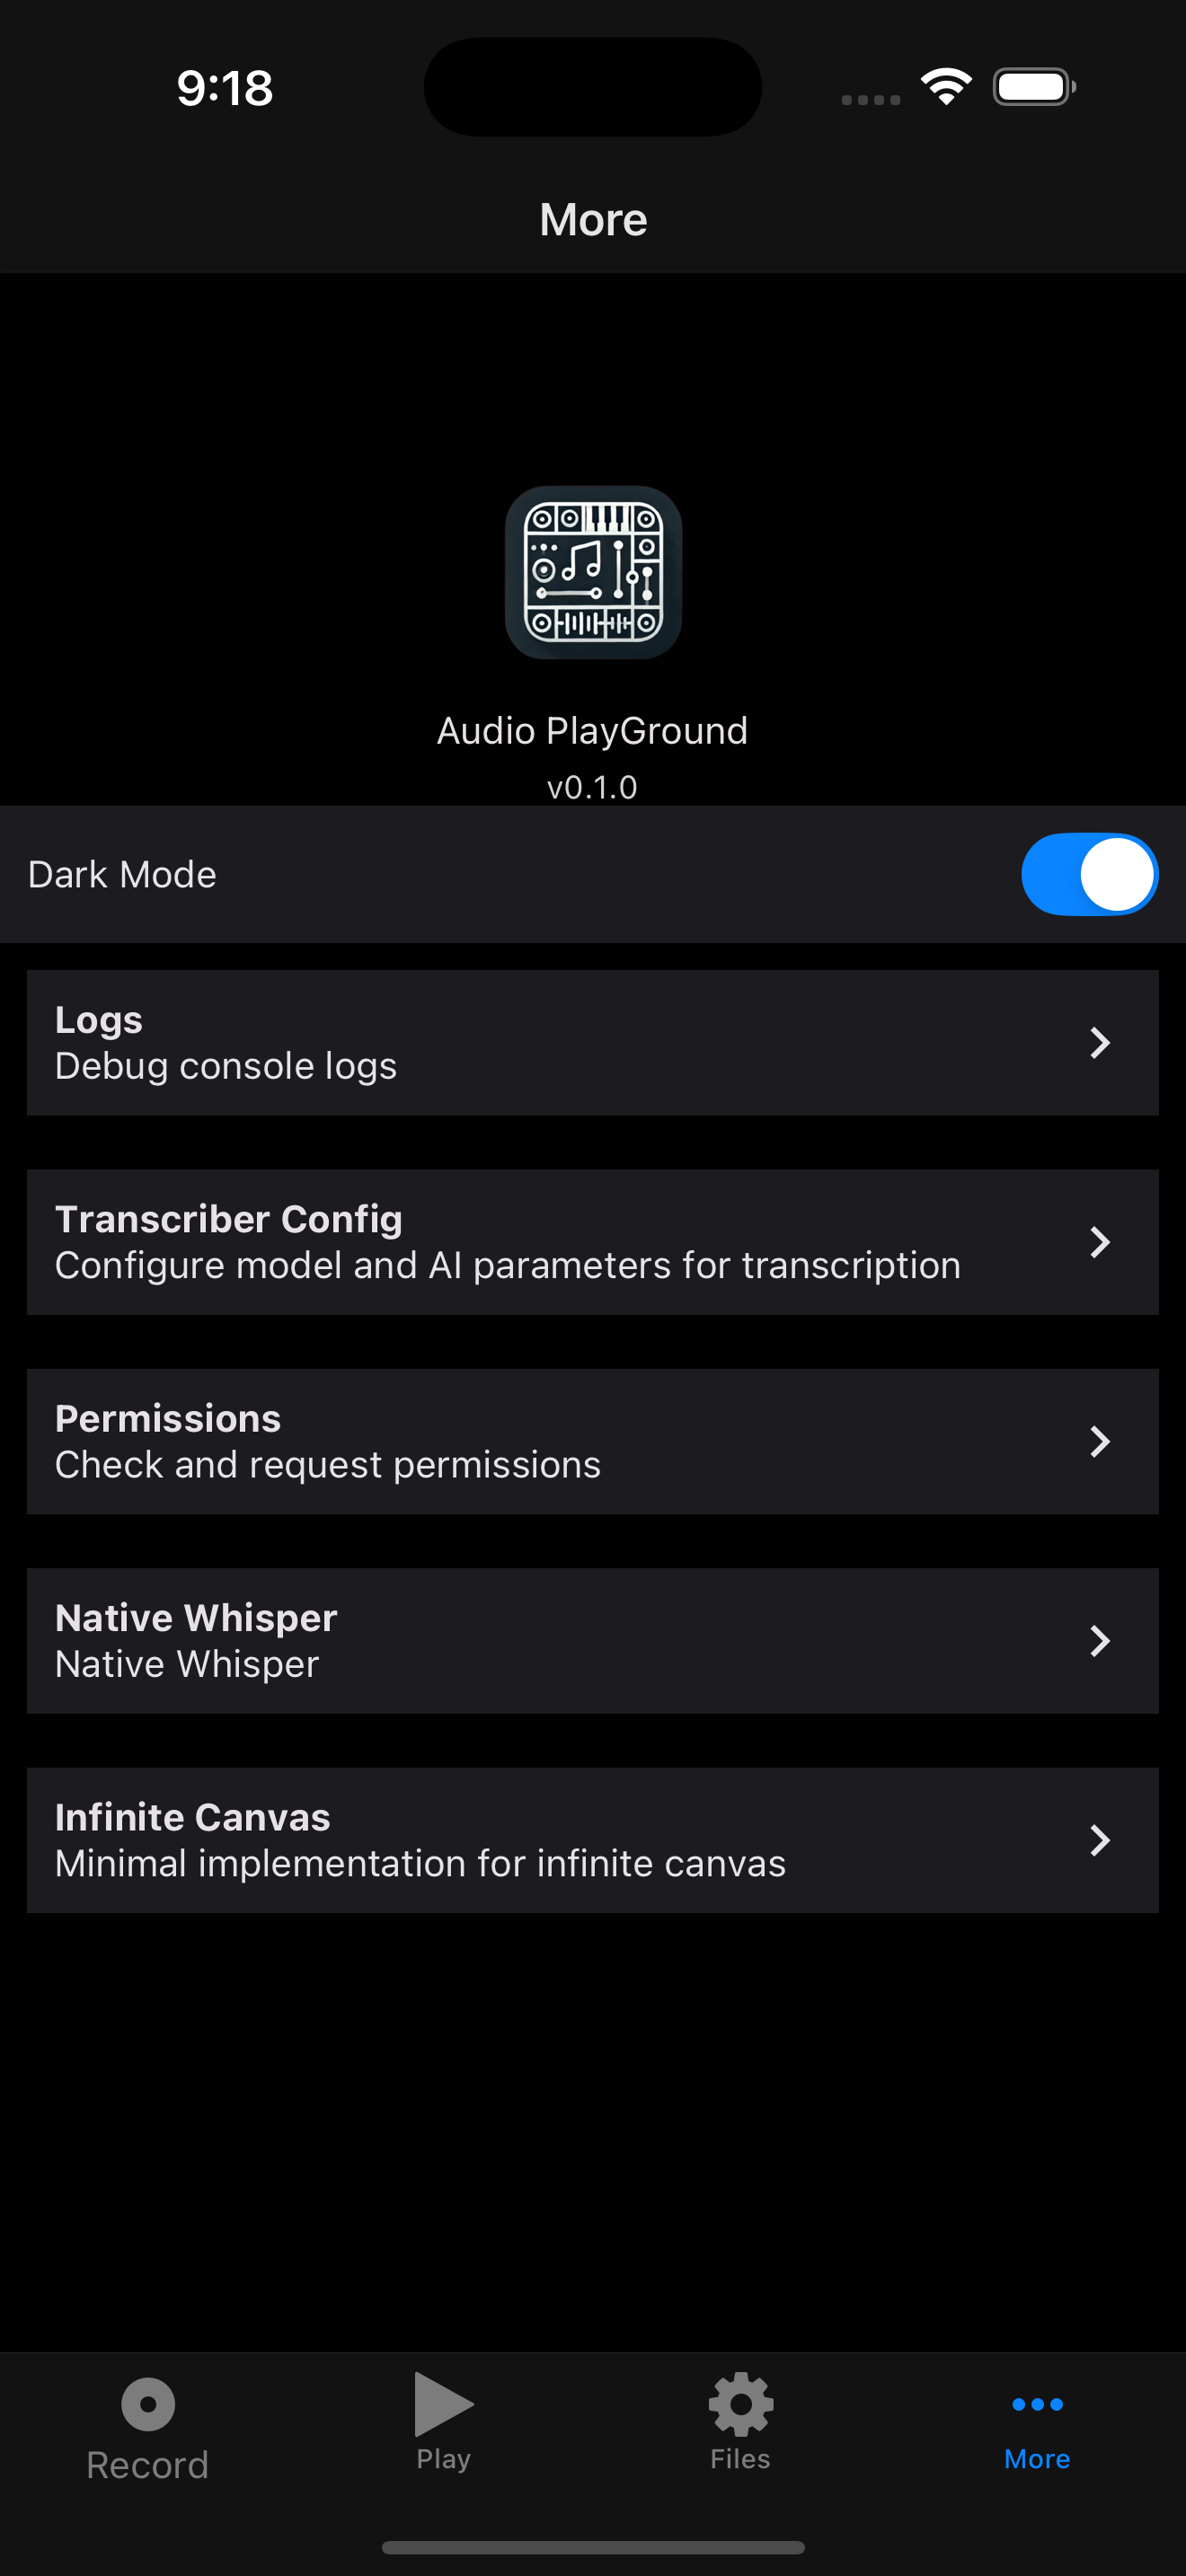 9:18
More
Audio PlayGround
v0.1.0
Dark Mode
Logs
Debug console logs
Transcriber Config
Configure model and AI parameters for transcription
Permissions
Check and request permissions
Native Whisper
Native Whisper
Infinite Canvas
Minimal implementation for infinite canvas
Record
Play
Files
More